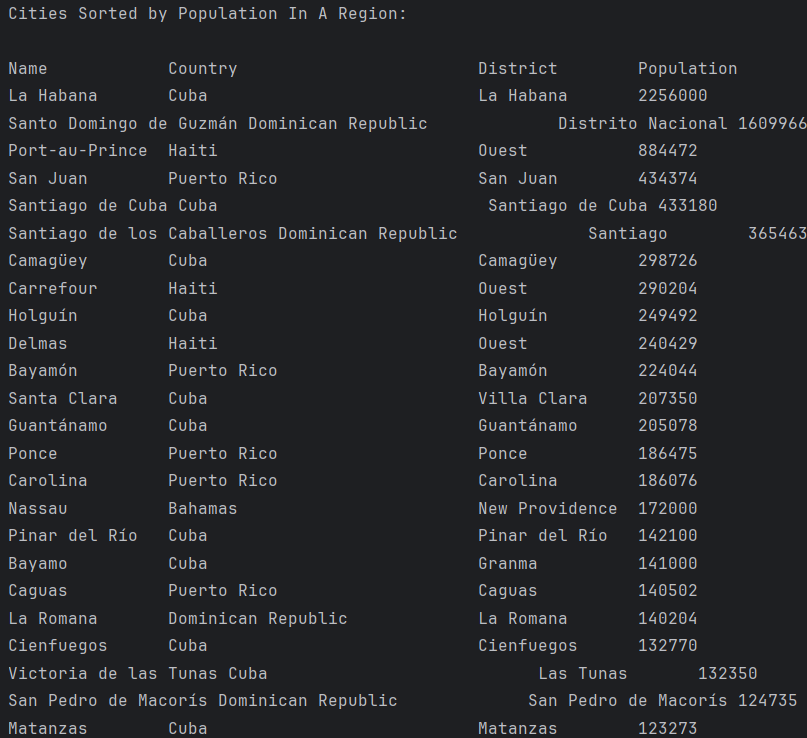 Cities Sorted by Population In A Region:
Name Country District Population
La Habana Cuba La Habana 2256000
Santo Domingo de Guzmán Dominican Republic Distrito Nacional 1609966
Port-au-Prince Haiti Ouest 884472
San Juan Puerto Rico San Juan 434374
Santiago de Cuba Cuba Santiago de Cuba 433180
Santiago de los Caballeros Dominican Republic Santiago 365463
Camagüey Cuba Camagüey 298726
Carrefour Haiti Ouest 290204
Holguín Cuba Holguín 249492
Delmas Haiti Ouest 240429
Bayamón Puerto Rico Bayamón 224044
Santa Clara Cuba Villa Clara 207350
Guantánamo Cuba Guantánamo 205078
Ponce Puerto Rico Ponce 186475
Carolina Puerto Rico Carolina 186076
Nassau Bahamas New Providence 172000
Pinar del Río Cuba Pinar del Río 142100
Bayamo Cuba Granma 141000
Caguas Puerto Rico Caguas 140502
La Romana Dominican Republic La Romana 140204
Cienfuegos Cuba Cienfuegos 132770
Victoria de las Tunas Cuba Las Tunas 132350
San Pedro de Macorís Dominican Republic San Pedro de Macorís 124735
Matanzas Cuba Matanzas 123273